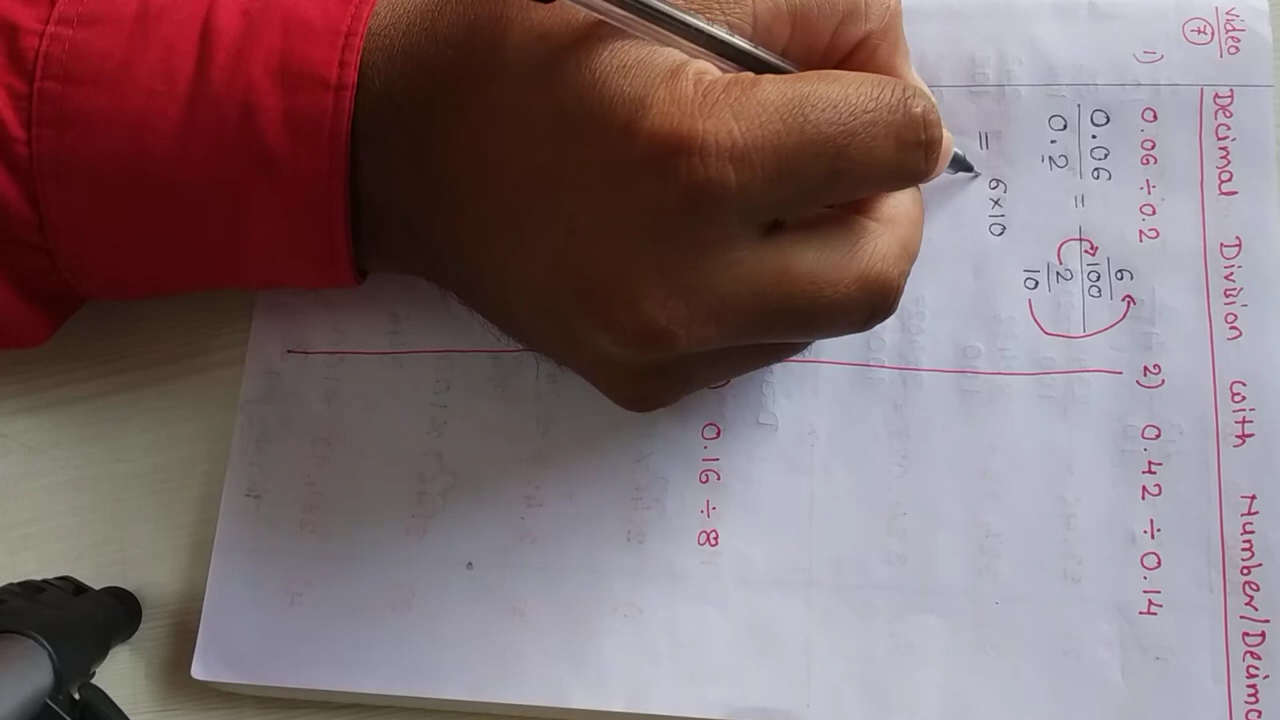 video
7
Decimal Division with Number/Decima
1) 0.06 ÷ 0.2
0.06 / 0.2 = 6/100 / 2/10
= 6×10
2) 0.42 ÷ 0.14
) 0.16 ÷ 8